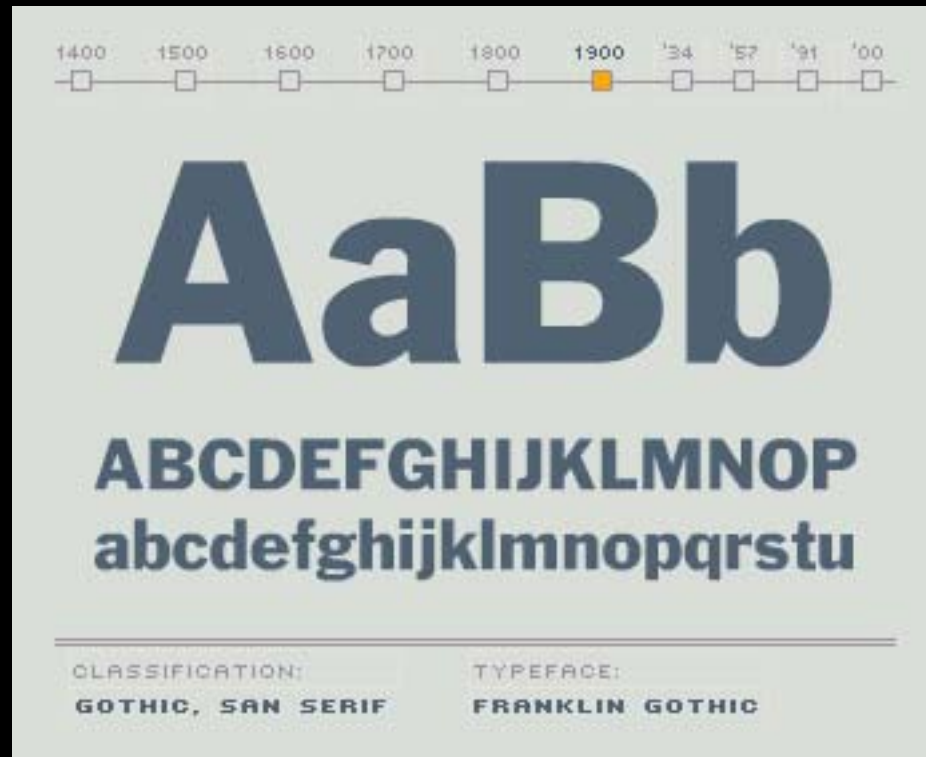 1400 1500 1600 1700 1800 1900 '34 '57 '91 '00
AaBb
ABCDEFGHIJKLMNOP
abcdefghijklmnopqrstu
CLASSIFICATION: TYPEFACE:
GOTHIC, SAN SERIF FRANKLIN GOTHIC